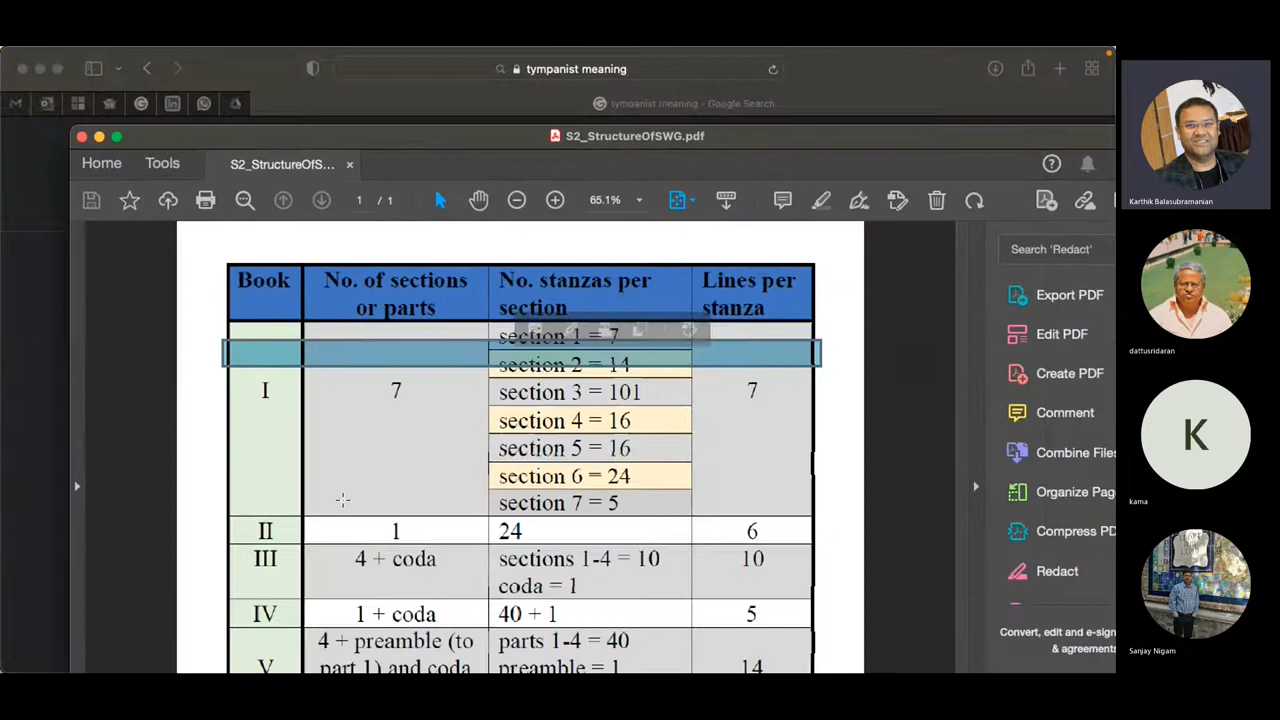 tympanist meaning
tympanist meaning - Google Search
S2_StructureOfSWG.pdf
Home
Tools
S2_StructureOfS...
1 / 1
65.1%
Search 'Redact'
Export PDF
Edit PDF
Create PDF
Comment
Combine Files
Organize Pag
Compress PD
Redact
Convert, edit and e-sign
& agreements
Book
No. of sections or parts
No. stanzas per section
Lines per stanza
I
7
section 1 = 7
section 2 = 14
section 3 = 101
section 4 = 16
section 5 = 16
section 6 = 24
section 7 = 5
7
II
1
24
6
III
4 + coda
sections 1-4 = 10
coda = 1
10
IV
1 + coda
40 + 1
5
V
4 + preamble (to
part 1) and coda
parts 1-4 = 40
preamble = 1
14
Karthik Balasubramanian
dattusridaran
K
kama
Sanjay Nigam